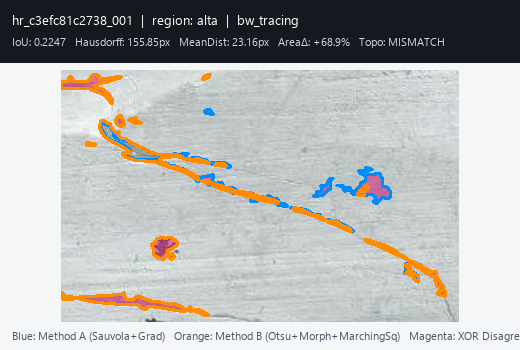 hr_c3efc81c2738_001 | region: alta | bw_tracing
IoU: 0.2247 Hausdorff: 155.85px MeanDist: 23.16px AreaΔ: +68.9% Topo: MISMATCH
Blue: Method A (Sauvola+Grad) Orange: Method B (Otsu+Morph+MarchingSq) Magenta: XOR Disagre